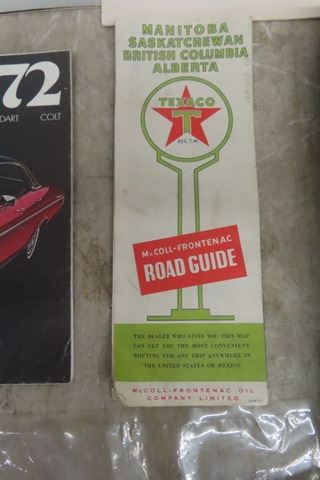 72
DART COLT
MANITOBA
SASKATCHEWAN
BRITISH COLUMBIA
ALBERTA
TEXACO
T
REG. T.M.
McCOLL-FRONTENAC
ROAD GUIDE
THE DEALER WHO GIVES YOU THIS MAP
CAN GET YOU THE MOST CONVENIENT
ROUTING FOR ANY TRIP ANYWHERE IN
THE UNITED STATES OR MEXICO
McCOLL-FRONTENAC OIL
COMPANY LIMITED